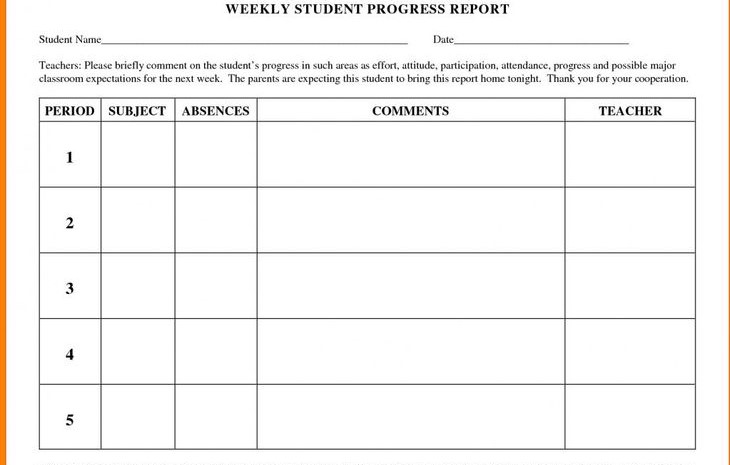 WEEKLY STUDENT PROGRESS REPORT
Student Name Date
Teachers: Please briefly comment on the student's progress in such areas as effort, attitude, participation, attendance, progress and possible major
classroom expectations for the next week. The parents are expecting this student to bring this report home tonight. Thank you for your cooperation.
PERIOD SUBJECT ABSENCES COMMENTS TEACHER
1
2
3
4
5